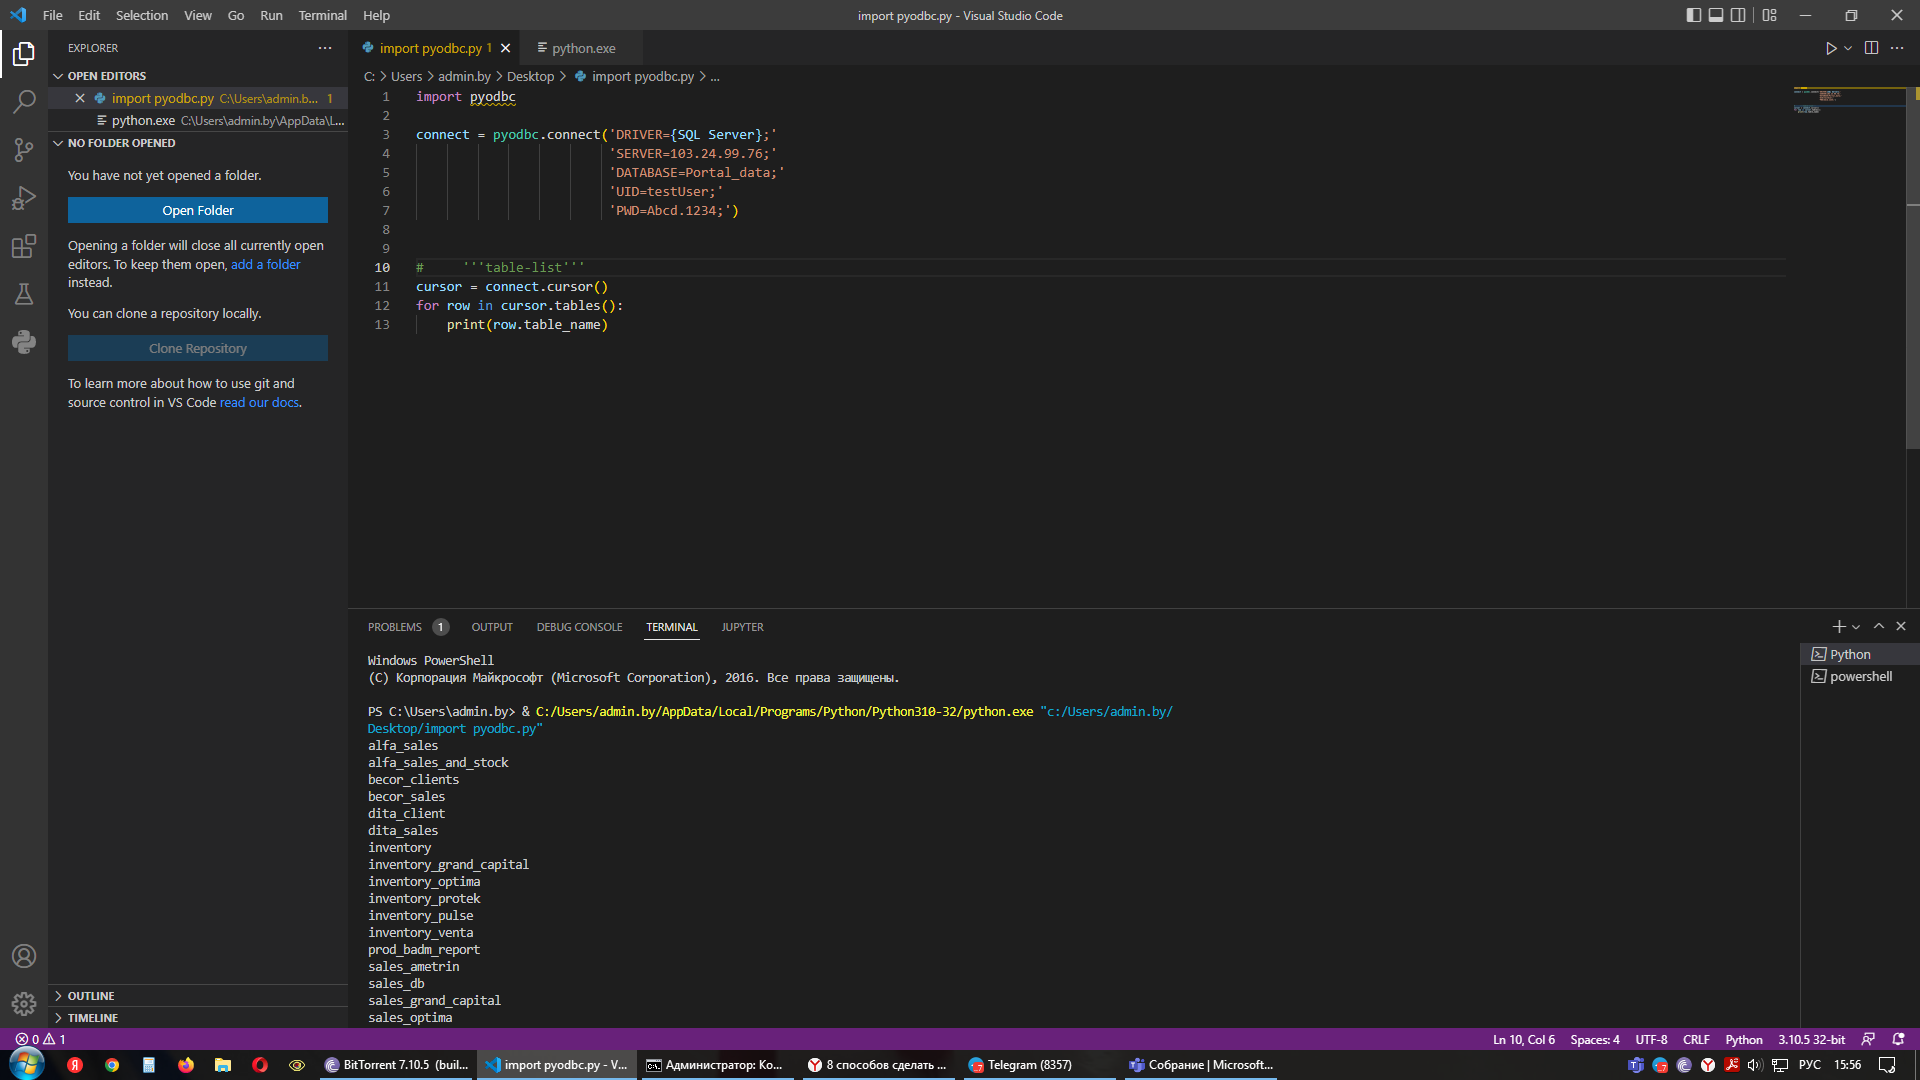 File Edit Selection View Go Run Terminal Help
import pyodbc.py - Visual Studio Code
EXPLORER
OPEN EDITORS
import pyodbc.py C:\Users\admin.b... 1
python.exe C:\Users\admin.by\AppData\L...
NO FOLDER OPENED
You have not yet opened a folder.
Open Folder
Opening a folder will close all currently open
editors. To keep them open, add a folder
instead.
You can clone a repository locally.
Clone Repository
To learn more about how to use git and
source control in VS Code read our docs.
OUTLINE
TIMELINE
import pyodbc.py 1
python.exe
C: > Users > admin.by > Desktop > import pyodbc.py > ...
1 import pyodbc
2
3 connect = pyodbc.connect('DRIVER={SQL Server};'
4 'SERVER=103.24.99.76;'
5 'DATABASE=Portal_data;'
6 'UID=testUser;'
7 'PWD=Abcd.1234;')
8
9
10 # '''table-list'''
11 cursor = connect.cursor()
12 for row in cursor.tables():
13 print(row.table_name)
PROBLEMS 1 OUTPUT DEBUG CONSOLE TERMINAL JUPYTER
Python
powershell
Windows PowerShell
(C) Корпорация Майкрософт (Microsoft Corporation), 2016. Все права защищены.
PS C:\Users\admin.by> & C:/Users/admin.by/AppData/Local/Programs/Python/Python310-32/python.exe "c:/Users/admin.by/
Desktop/import pyodbc.py"
alfa_sales
alfa_sales_and_stock
becor_clients
becor_sales
dita_client
dita_sales
inventory
inventory_grand_capital
inventory_optima
inventory_protek
inventory_pulse
inventory_venta
prod_badm_report
sales_ametrin
sales_db
sales_grand_capital
sales_optima
0 1
Ln 10, Col 6 Spaces: 4 UTF-8 CRLF Python 3.10.5 32-bit
BitTorrent 7.10.5 (buil...
import pyodbc.py - V...
Администратор: Ко...
8 способов сделать ...
Telegram (8357)
Собрание | Microsoft...
РУС 15:56